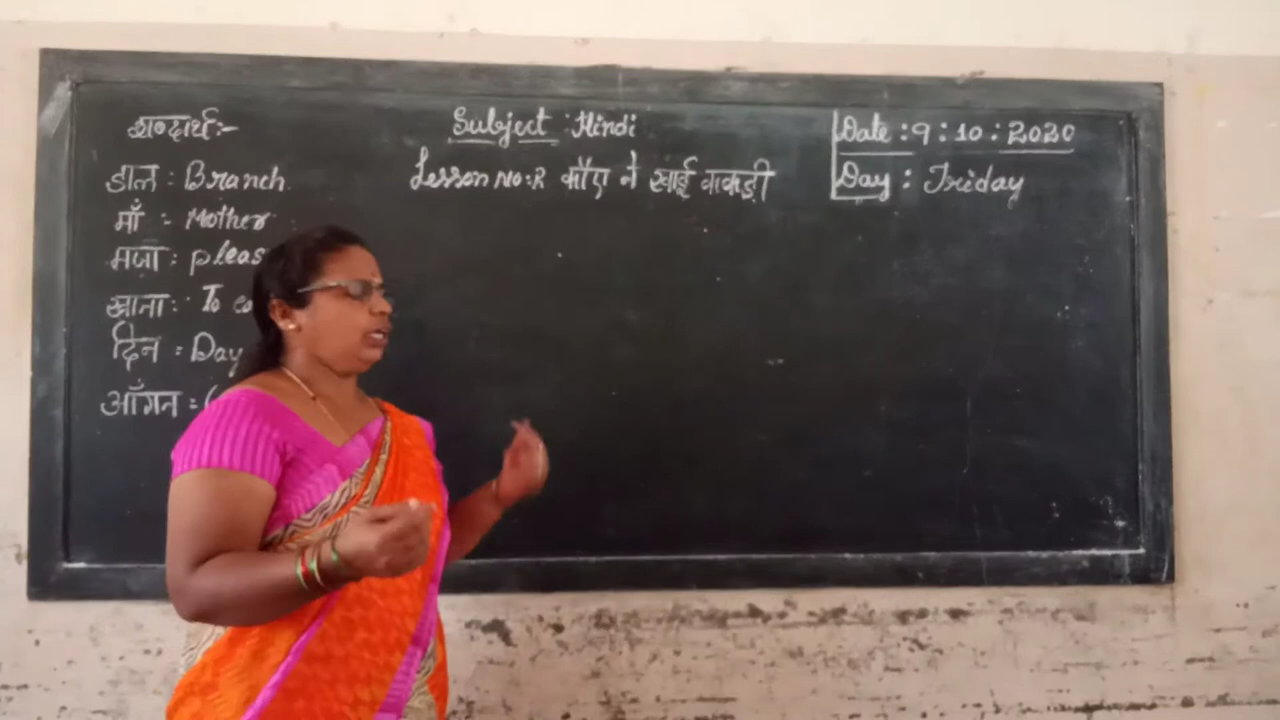 शब्दार्थ:-
डाल : Branch
माँ : Mother
मज़ा : pleas
खाना : To
दिन = Day
आँगन =
Subject : Hindi
Lesson No:2 कौए ने खाई काकड़ी
Date : 9 : 10 : 2020
Day : Friday